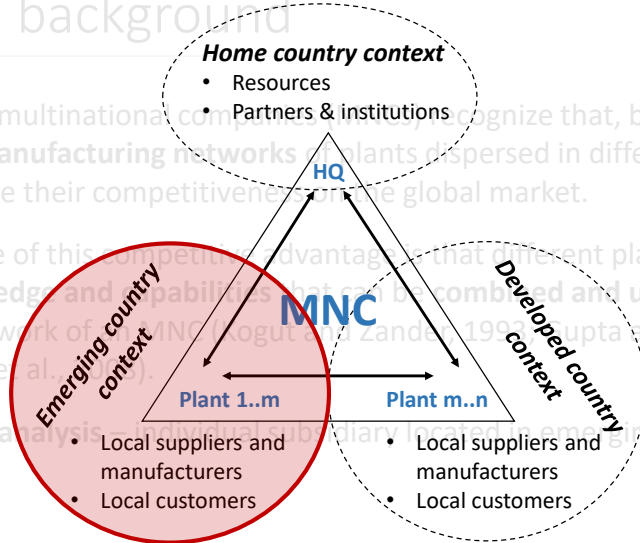 background
Home country context
• Resources
• Partners & institutions
multinational companies (MNCs) recognize that, b
anufacturing networks of plants dispersed in diffe
HQ
e their competitiveness on the global market.
e of this competitive advantage is that different pla
edge and capabilities that can be combined and u
MNC
work of an MNC (Kogut and Zander, 1993; Gupta
et al.,
Emerging country
context
Developed country
context
Plant 1..m
Plant m..n
analysis – individual subsidiary located in emergin
• Local suppliers and
manufacturers
• Local customers
• Local suppliers and
manufacturers
• Local customers